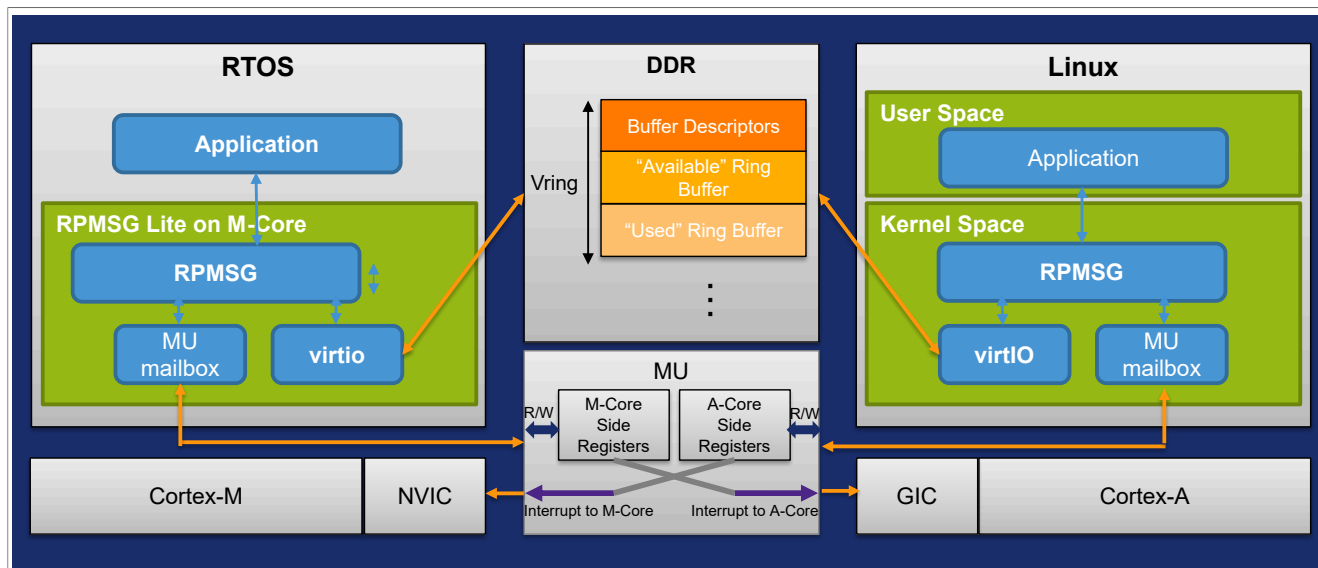 RTOS
Application
RPMSG Lite on M-Core
RPMSG
MU
mailbox
virtio
Cortex-M
NVIC
DDR
Vring
Buffer Descriptors
“Available” Ring
Buffer
“Used” Ring Buffer
MU
R/W
M-Core
Side
Registers
A-Core
Side
Registers
R/W
Interrupt to M-Core
Interrupt to A-Core
Linux
User Space
Application
Kernel Space
RPMSG
virtIO
MU
mailbox
GIC
Cortex-A